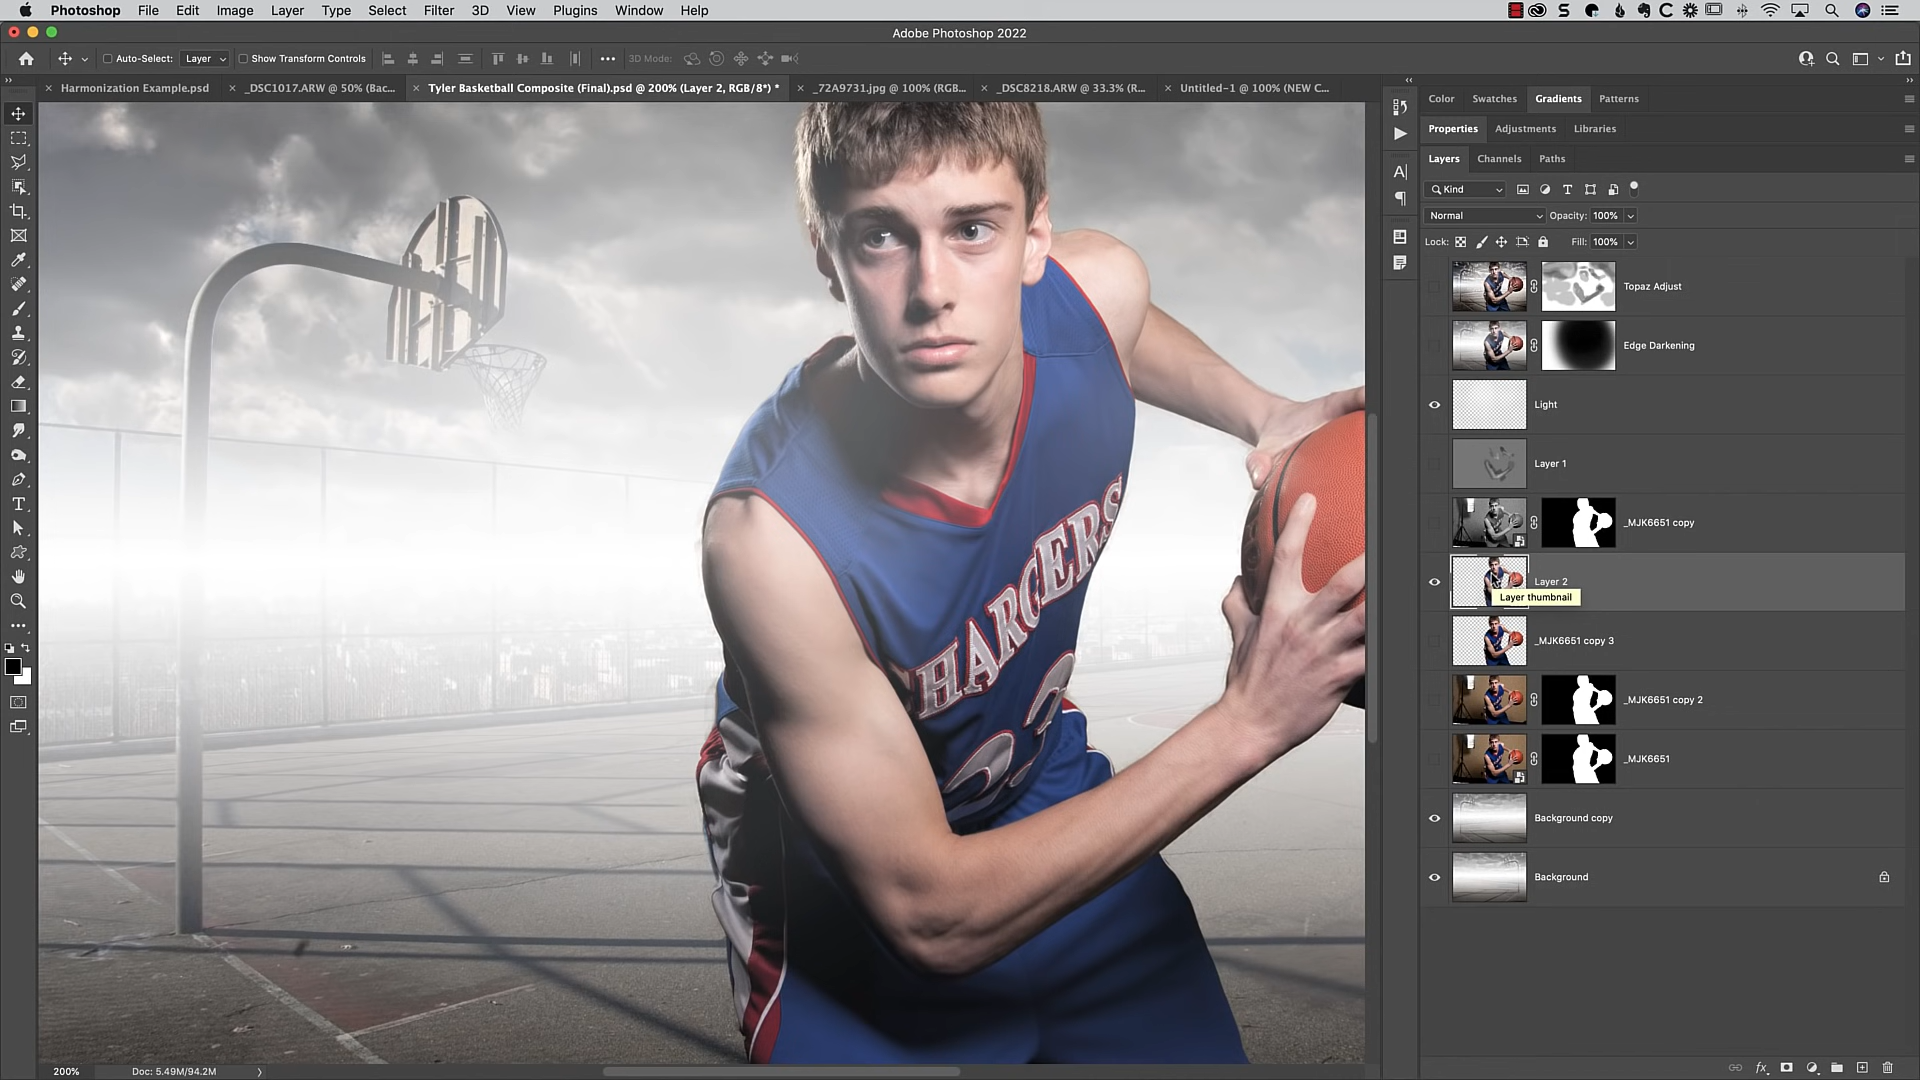 Photoshop File Edit Image Layer Type Select Filter 3D View Plugins Window Help
Adobe Photoshop 2022
Auto-Select: Layer Show Transform Controls 3D Mode:
Harmonization Example.psd _DSC1017.ARW @ 50% (Bac... Tyler Basketball Composite (Final).psd @ 200% (Layer 2, RGB/8*) * _72A9731.jpg @ 100% (RGB... _DSC8218.ARW @ 33.3% (R... Untitled-1 @ 100% (NEW C...
Color Swatches Gradients Patterns
Properties Adjustments Libraries
Layers Channels Paths
Kind
Normal Opacity: 100%
Lock: Fill: 100%
Topaz Adjust
Edge Darkening
Light
Layer 1
_MJK6651 copy
Layer 2
Layer thumbnail
_MJK6651 copy 3
_MJK6651 copy 2
_MJK6651
Background copy
Background
CHARGERS
200% Doc: 5.49M/94.2M